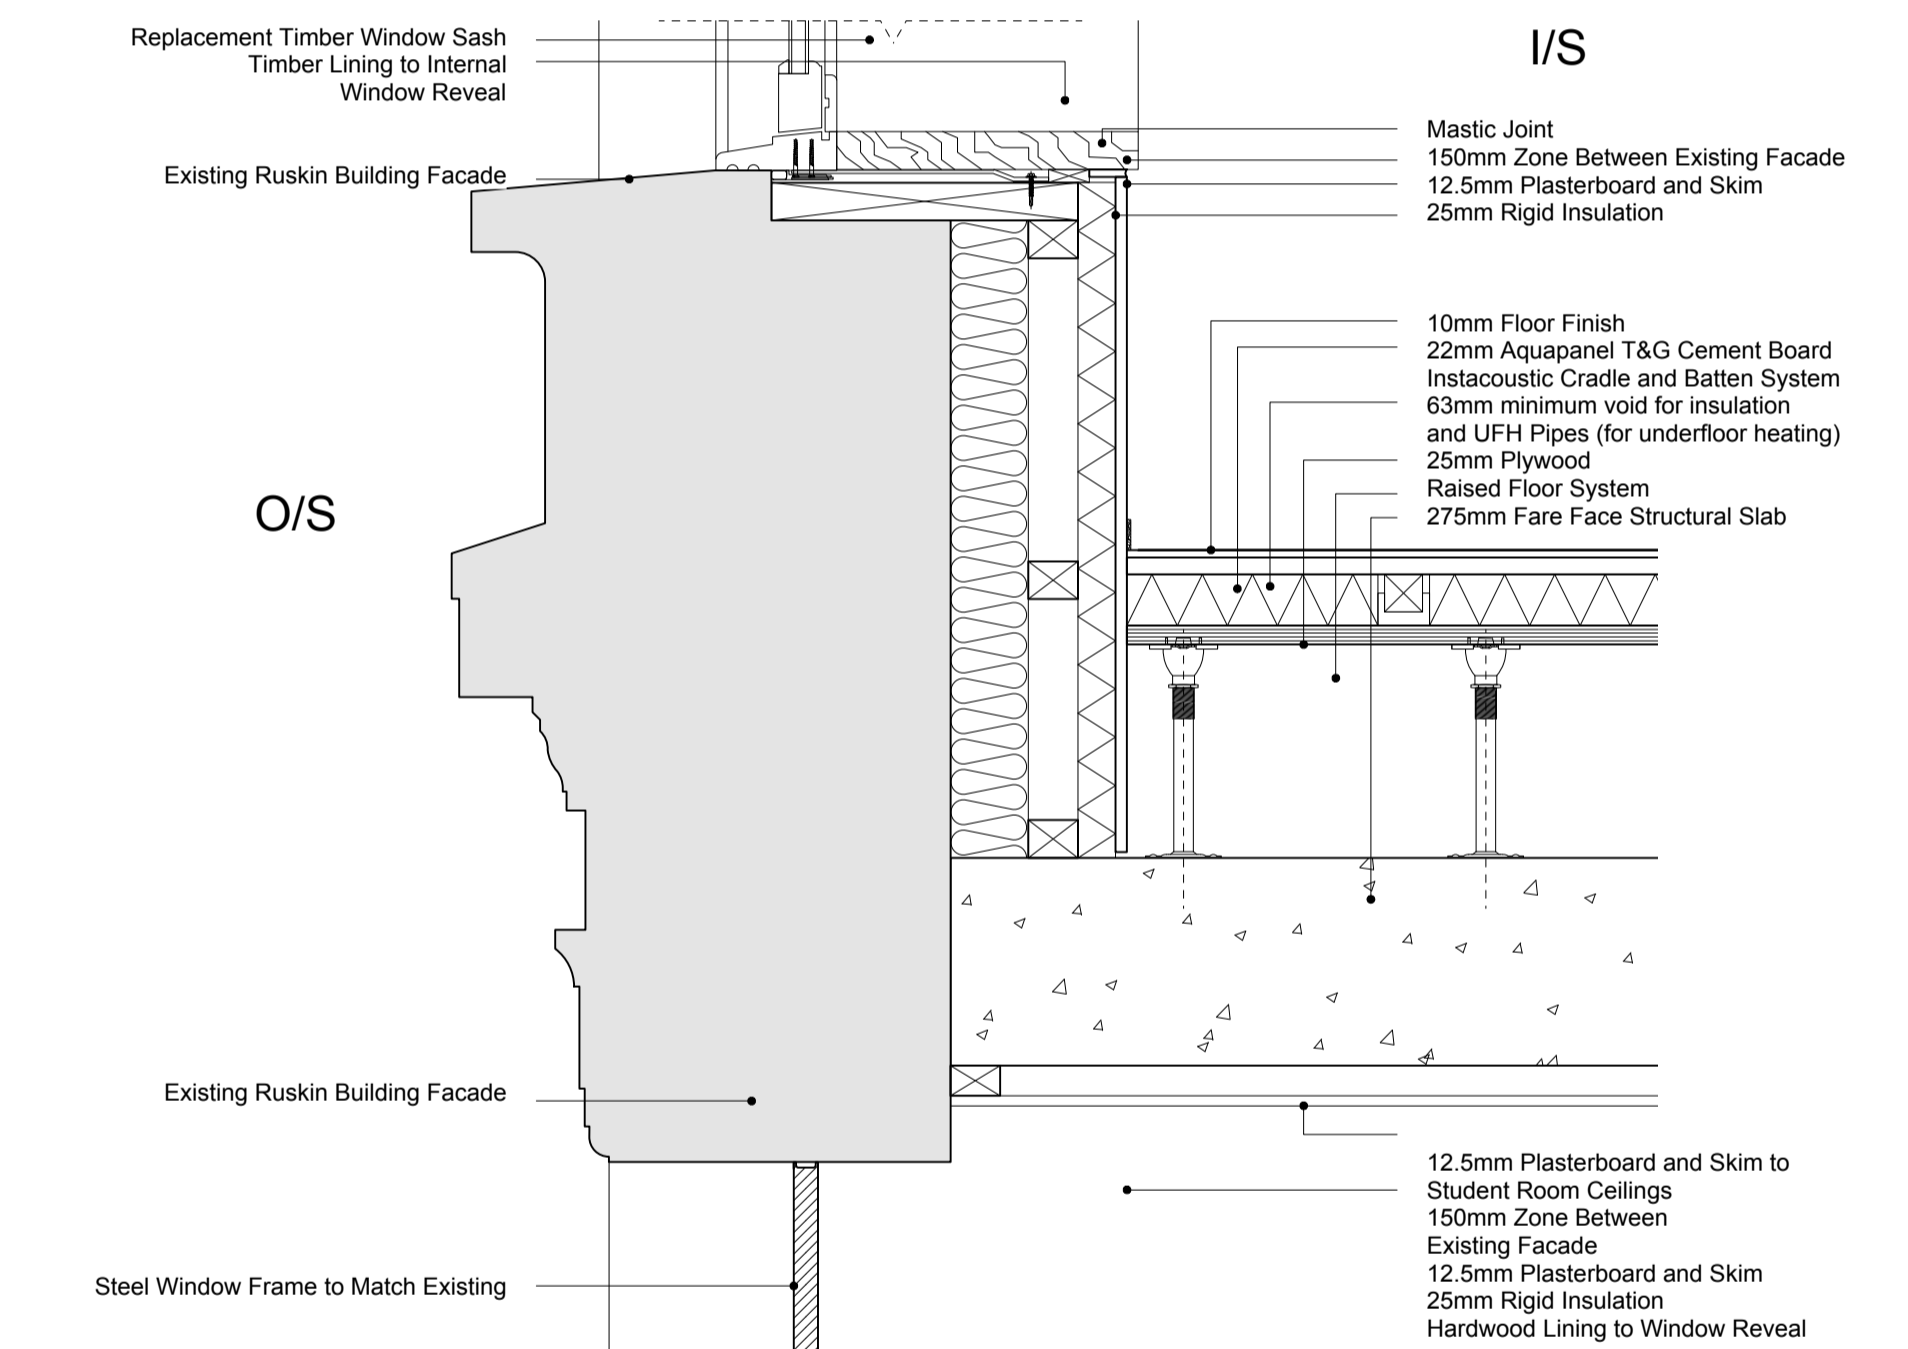 Replacement Timber Window Sash
Timber Lining to Internal
Window Reveal
Existing Ruskin Building Facade
O/S
Existing Ruskin Building Facade
Steel Window Frame to Match Existing
I/S
Mastic Joint
150mm Zone Between Existing Facade
12.5mm Plasterboard and Skim
25mm Rigid Insulation
10mm Floor Finish
22mm Aquapanel T&G Cement Board
Instacoustic Cradle and Batten System
63mm minimum void for insulation
and UFH Pipes (for underfloor heating)
25mm Plywood
Raised Floor System
275mm Fare Face Structural Slab
12.5mm Plasterboard and Skim to
Student Room Ceilings
150mm Zone Between
Existing Facade
12.5mm Plasterboard and Skim
25mm Rigid Insulation
Hardwood Lining to Window Reveal